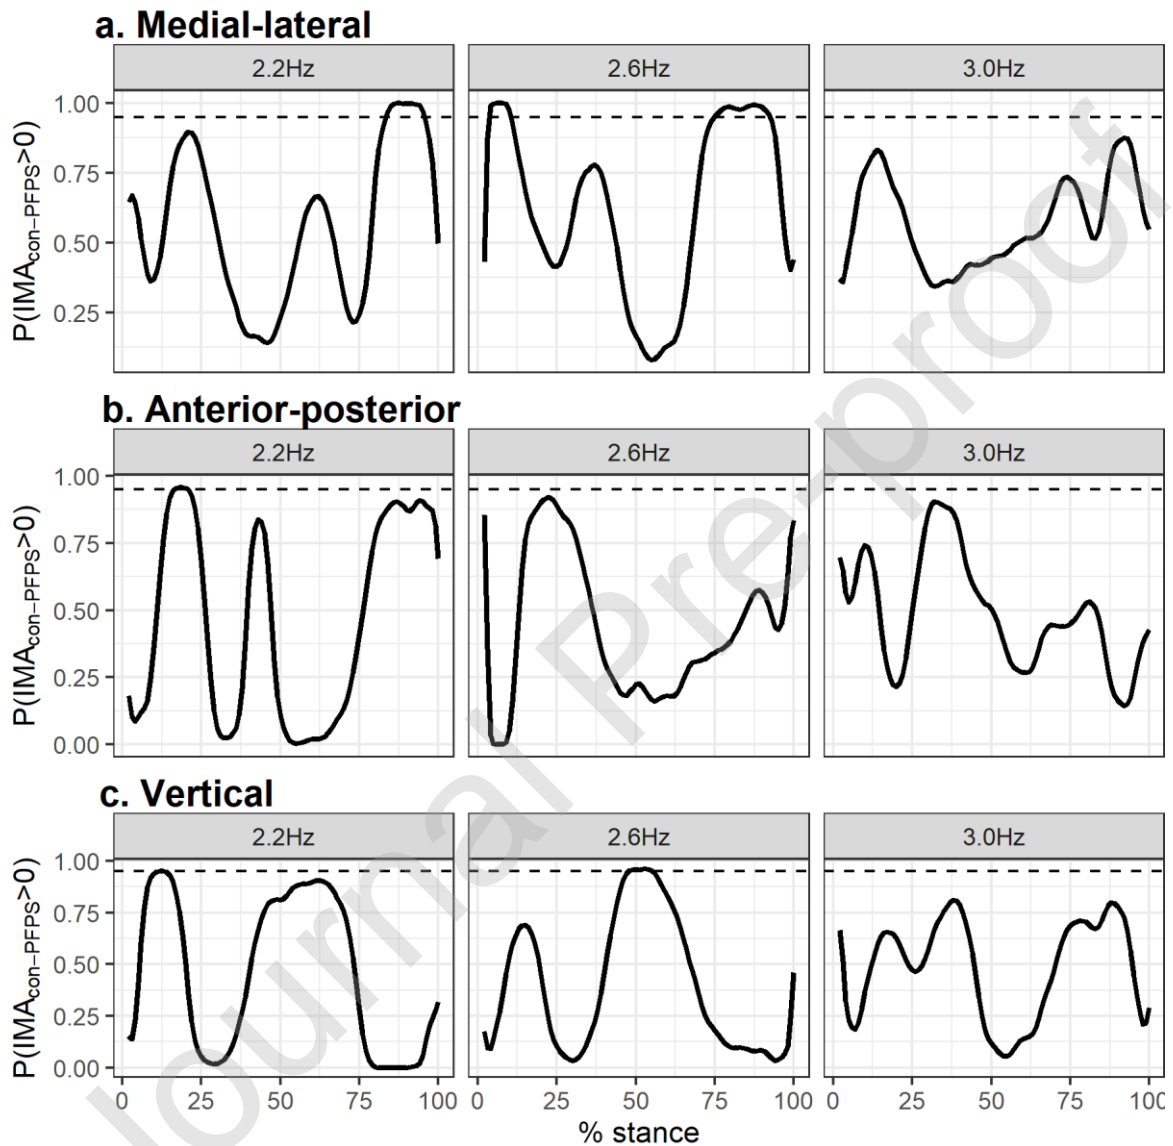 a. Medial-lateral
2.2Hz 2.6Hz 3.0Hz
1.00
0.75
0.50
0.25
P(IMAcon−PFPS>0)
b. Anterior-posterior
2.2Hz 2.6Hz 3.0Hz
1.00
0.75
0.50
0.25
0.00
P(IMAcon−PFPS>0)
c. Vertical
2.2Hz 2.6Hz 3.0Hz
1.00
0.75
0.50
0.25
0.00
P(IMAcon−PFPS>0)
0 25 50 75 100 0 25 50 75 100 0 25 50 75 100
% stance
Journal Pre-proof